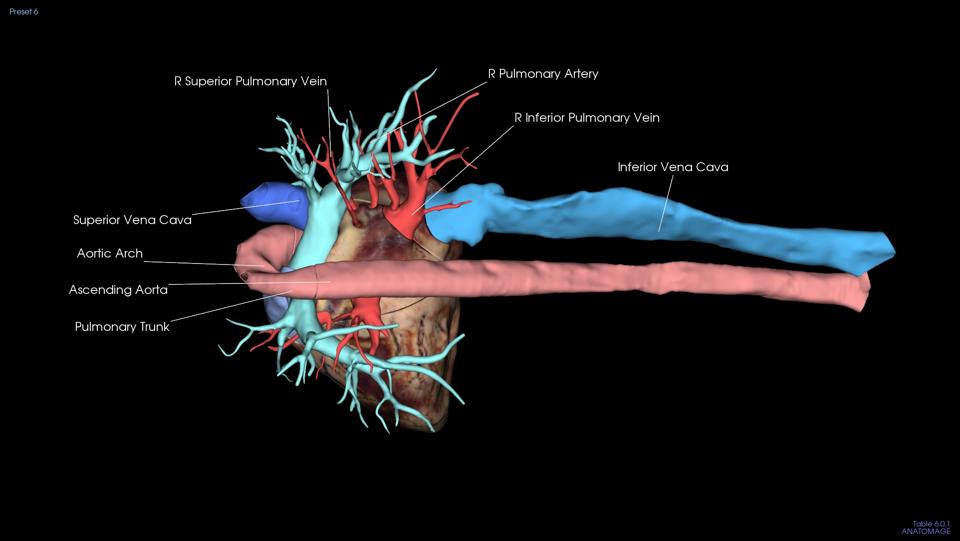 Preset 6
R Pulmonary Artery
R Superior Pulmonary Vein
R Inferior Pulmonary Vein
Inferior Vena Cava
Superior Vena Cava
Aortic Arch
Ascending Aorta
Pulmonary Trunk
Table 6.0.1
ANATOMAGE